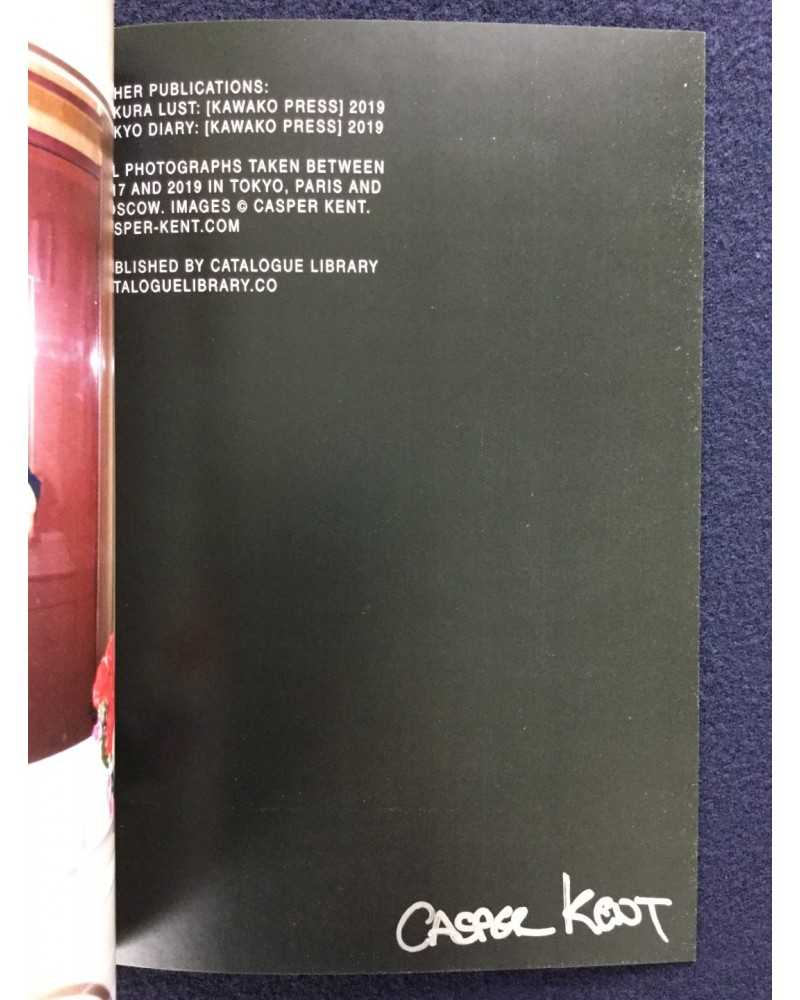 HER PUBLICATIONS:
KURA LUST: [KAWAKO PRESS] 2019
KYO DIARY: [KAWAKO PRESS] 2019
L PHOTOGRAPHS TAKEN BETWEEN
17 AND 2019 IN TOKYO, PARIS AND
OSCOW. IMAGES © CASPER KENT.
SPER-KENT.COM
BLISHED BY CATALOGUE LIBRARY
TALOGUELIBRARY.CO
CASPER KENT